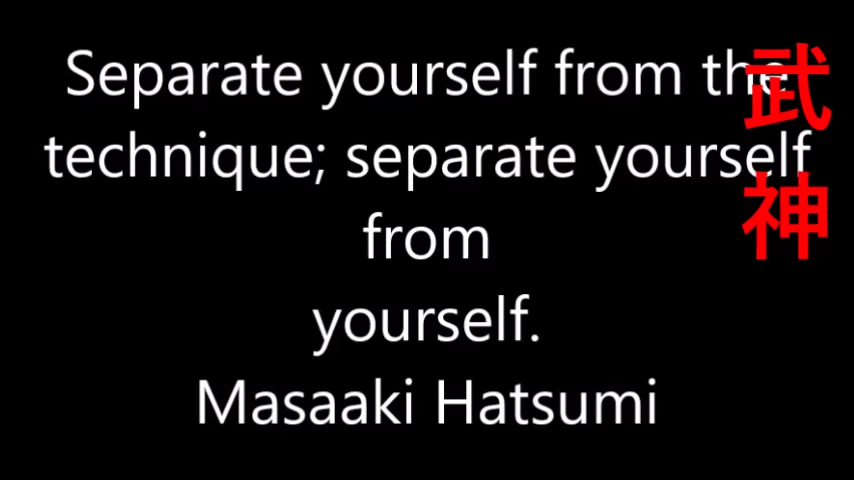 Separate yourself from the
technique; separate yourself
from
yourself.
Masaaki Hatsumi
武
神